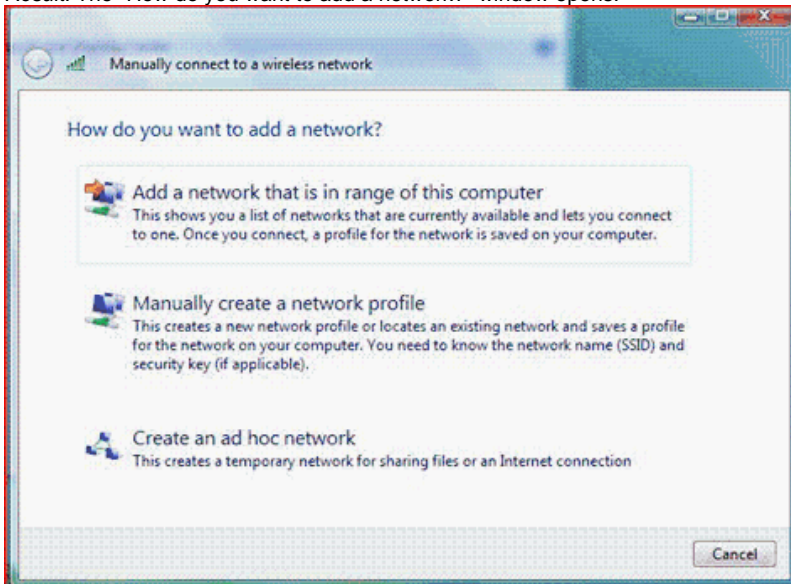 Manually connect to a wireless network
How do you want to add a network?
Add a network that is in range of this computer
This shows you a list of networks that are currently available and lets you connect
to one. Once you connect, a profile for the network is saved on your computer.
Manually create a network profile
This creates a new network profile or locates an existing network and saves a profile
for the network on your computer. You need to know the network name (SSID) and
security key (if applicable).
Create an ad hoc network
This creates a temporary network for sharing files or an Internet connection
Cancel